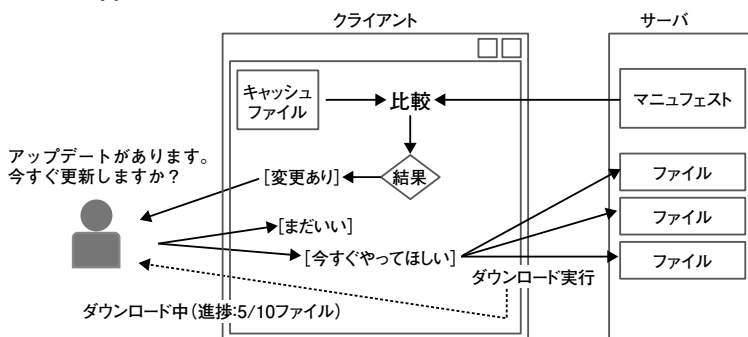 クライアント
サーバ
キャッシュ
ファイル
比較
マニュフェスト
アップデートがあります。
今すぐ更新しますか？
[変更あり]
結果
ファイル
[まだいい]
ファイル
[今すぐやってほしい]
ファイル
ダウンロード実行
ダウンロード中（進捗:5/10ファイル）